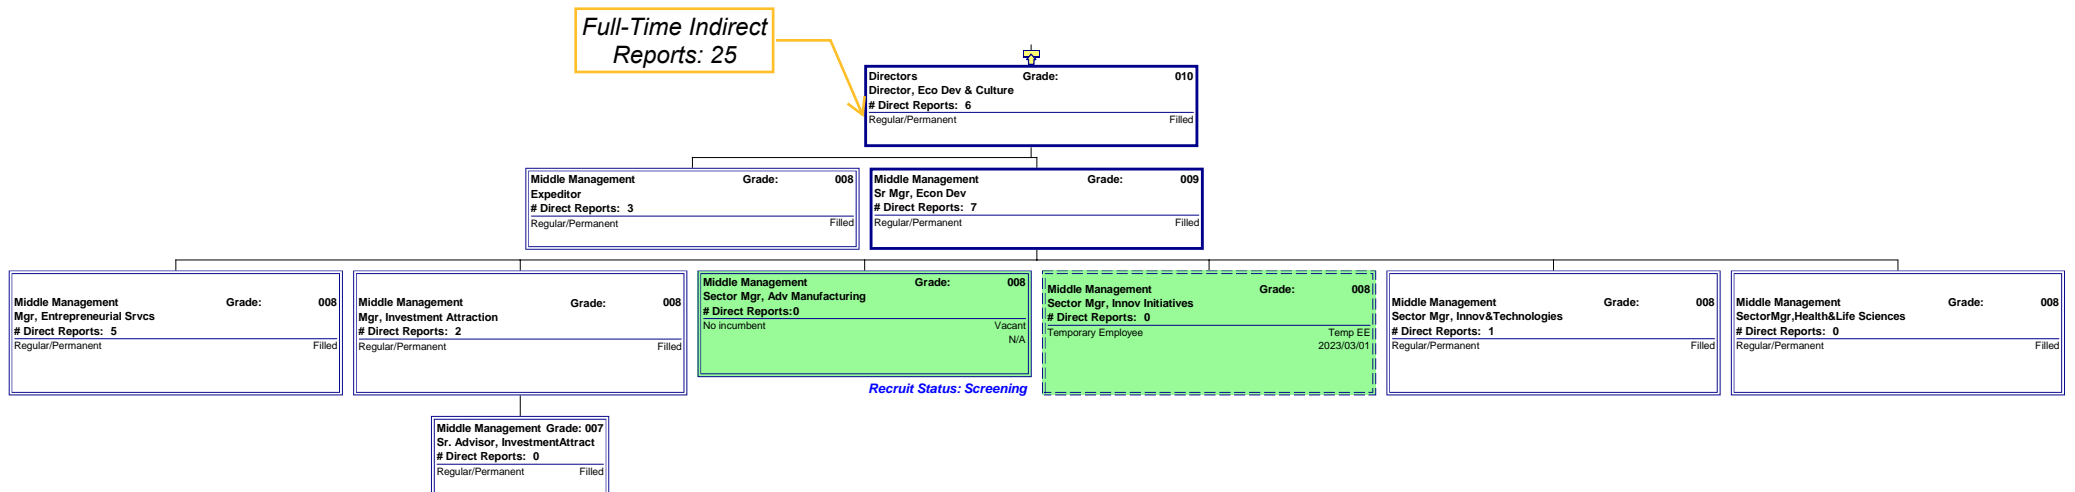 Full-Time Indirect
Reports: 25
Directors Grade: 010
Director, Eco Dev & Culture
# Direct Reports: 6
Regular/Permanent Filled
Middle Management Grade: 008
Expeditor
# Direct Reports: 3
Regular/Permanent Filled
Middle Management Grade: 009
Sr Mgr, Econ Dev
# Direct Reports: 7
Regular/Permanent Filled
Middle Management Grade: 008
Mgr, Entrepreneurial Srvcs
# Direct Reports: 5
Regular/Permanent Filled
Middle Management Grade: 008
Mgr, Investment Attraction
# Direct Reports: 2
Regular/Permanent Filled
Middle Management Grade: 008
Sector Mgr, Adv Manufacturing
# Direct Reports:0
No incumbent Vacant
N/A
Recruit Status: Screening
Middle Management Grade: 008
Sector Mgr, Innov Initiatives
# Direct Reports: 0
Temporary Employee Temp EE
2023/03/01
Middle Management Grade: 008
Sector Mgr, Innov&Technologies
# Direct Reports: 1
Regular/Permanent Filled
Middle Management Grade: 008
SectorMgr,Health&Life Sciences
# Direct Reports: 0
Regular/Permanent Filled
Middle Management Grade: 007
Sr. Advisor, InvestmentAttract
# Direct Reports: 0
Regular/Permanent Filled